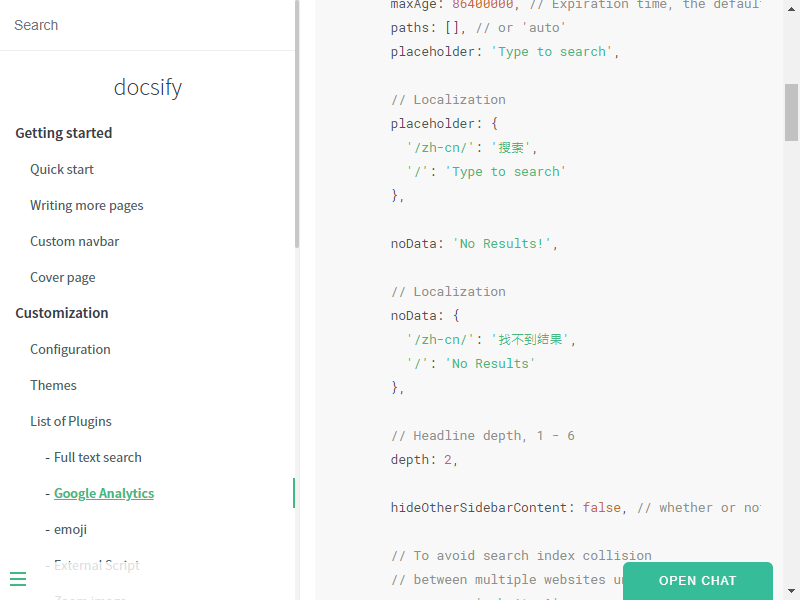 Search
docsify
Getting started
Quick start
Writing more pages
Custom navbar
Cover page
Customization
Configuration
Themes
List of Plugins
- Full text search
- Google Analytics
- emoji
- External Script
- Zoom image
maxAge: 86400000, // Expiration time, the defaul
paths: [], // or 'auto'
placeholder: 'Type to search',
// Localization
placeholder: {
'/zh-cn/': '搜索',
'/': 'Type to search'
},
noData: 'No Results!',
// Localization
noData: {
'/zh-cn/': '找不到结果',
'/': 'No Results'
},
// Headline depth, 1 - 6
depth: 2,
hideOtherSidebarContent: false, // whether or no
// To avoid search index collision
// between multiple websites un
OPEN CHAT